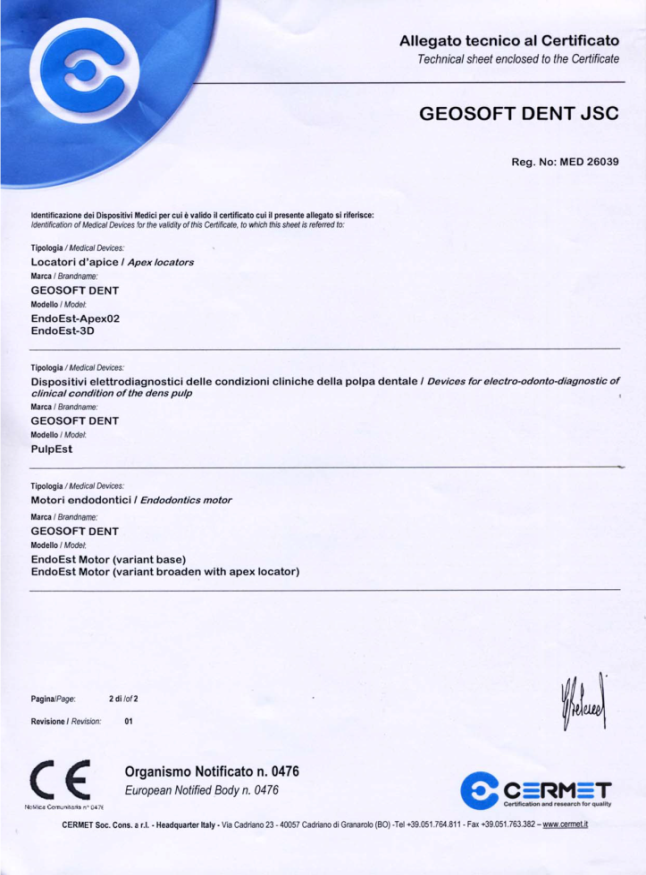 Allegato tecnico al Certificato
Technical sheet enclosed to the Certificate
GEOSOFT DENT JSC
Reg. No: MED 26039
Identificazione dei Dispositivi Medici per cui è valido il certificato cui il presente allegato si riferisce:
Identification of Medical Devices for the validity of this Certificate, to which this sheet is referred to:
Tipologia / Medical Devices:
Locatori d'apice / Apex locators
Marca / Brandname:
GEOSOFT DENT
Modello / Model:
EndoEst-Apex02
EndoEst-3D
Tipologia / Medical Devices:
Dispositivi elettrodiagnostici delle condizioni cliniche della polpa dentale / Devices for electro-odonto-diagnostic of
clinical condition of the dens pulp
Marca / Brandname:
GEOSOFT DENT
Modello / Model:
PulpEst
Tipologia / Medical Devices:
Motori endodontici / Endodontics motor
Marca / Brandname:
GEOSOFT DENT
Modello / Model:
EndoEst Motor (variant base)
EndoEst Motor (variant broaden with apex locator)
Pagina/Page: 2 di /of 2
Revisione / Revision: 01
CE
Notifica Comunitaria n° 0476
Organismo Notificato n. 0476
European Notified Body n. 0476
CERMET
Certification and research for quality
CERMET Soc. Cons. a r.l. - Headquarter Italy - Via Cadriano 23 - 40057 Cadriano di Granarolo (BO) -Tel +39.051.764.811 - Fax +39.051.763.382 – www.cermet.it